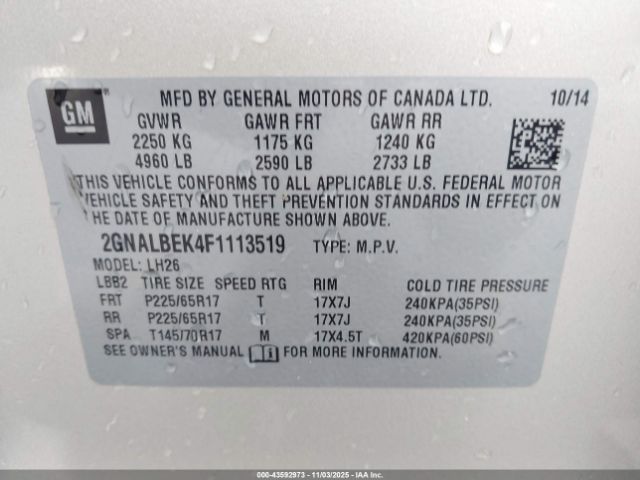 GM
MFD BY GENERAL MOTORS OF CANADA LTD. 10/14
GVWR GAWR FRT GAWR RR
2250 KG 1175 KG 1240 KG
4960 LB 2590 LB 2733 LB
THIS VEHICLE CONFORMS TO ALL APPLICABLE U.S. FEDERAL MOTOR
VEHICLE SAFETY AND THEFT PREVENTION STANDARDS IN EFFECT ON
THE DATE OF MANUFACTURE SHOWN ABOVE.
2GNALBEK4F1113519 TYPE: M.P.V.
MODEL: LH26
LBB2 TIRE SIZE SPEED RTG RIM COLD TIRE PRESSURE
FRT P225/65R17 T 17X7J 240KPA(35PSI)
RR P225/65R17 T 17X7J 240KPA(35PSI)
SPA T145/70R17 M 17X4.5T 420KPA(60PSI)
SEE OWNER'S MANUAL FOR MORE INFORMATION.
000-43592973 - 11/03/2025 - IAAI.COM